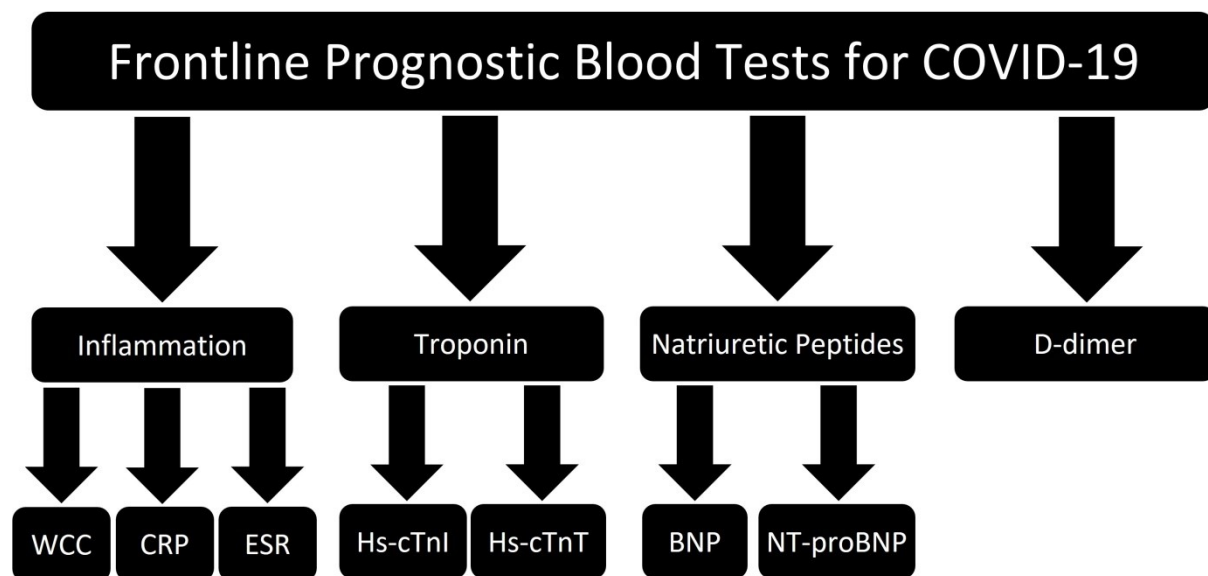 Frontline Prognostic Blood Tests for COVID-19
Inflammation
Troponin
Natriuretic Peptides
D-dimer
WCC
CRP
ESR
Hs-cTnI
Hs-cTnT
BNP
NT-proBNP